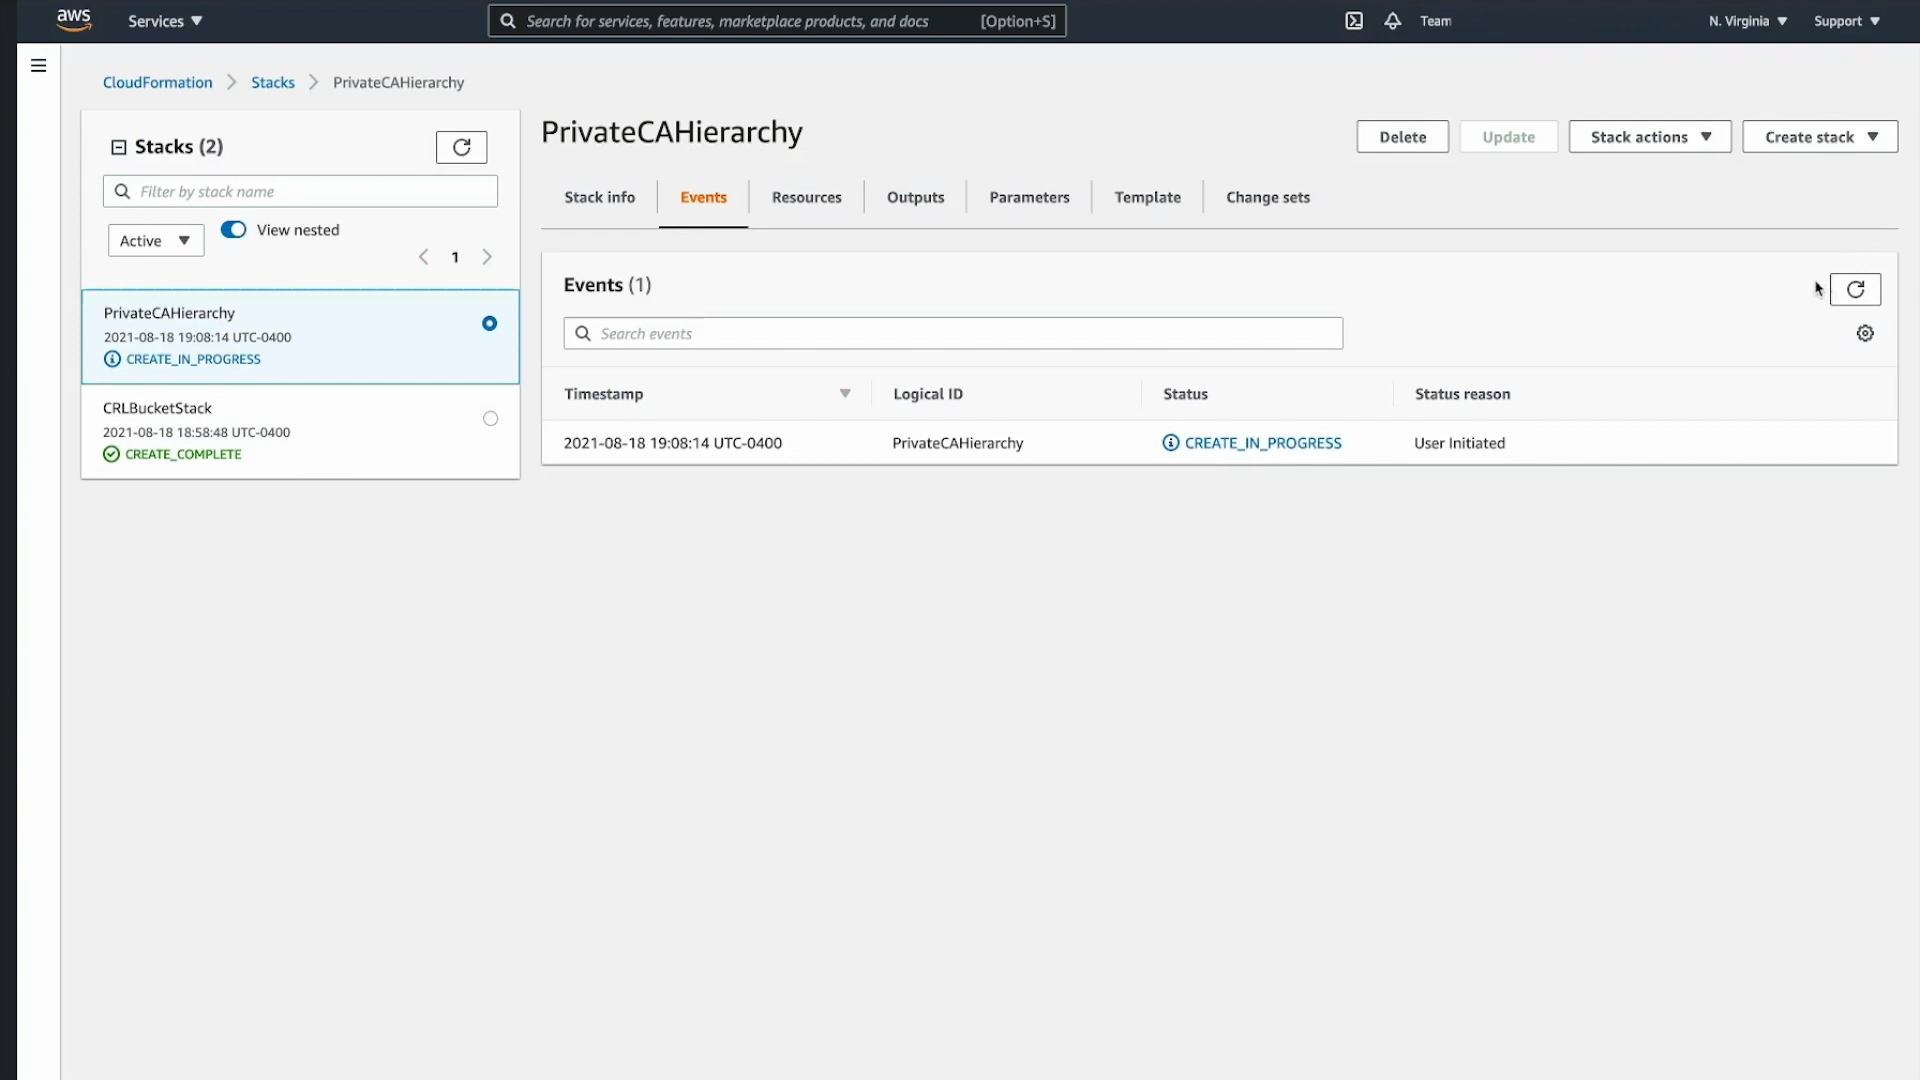 aws Services Search for services, features, marketplace products, and docs [Option+S] Team N. Virginia Support
CloudFormation Stacks PrivateCAHierarchy
Stacks (2)
Filter by stack name
Active View nested
1
PrivateCAHierarchy
2021-08-18 19:08:14 UTC-0400
CREATE_IN_PROGRESS
CRLBucketStack
2021-08-18 18:58:48 UTC-0400
CREATE_COMPLETE
PrivateCAHierarchy
Delete Update Stack actions Create stack
Stack info Events Resources Outputs Parameters Template Change sets
Events (1)
Search events
Timestamp Logical ID Status Status reason
2021-08-18 19:08:14 UTC-0400 PrivateCAHierarchy CREATE_IN_PROGRESS User Initiated